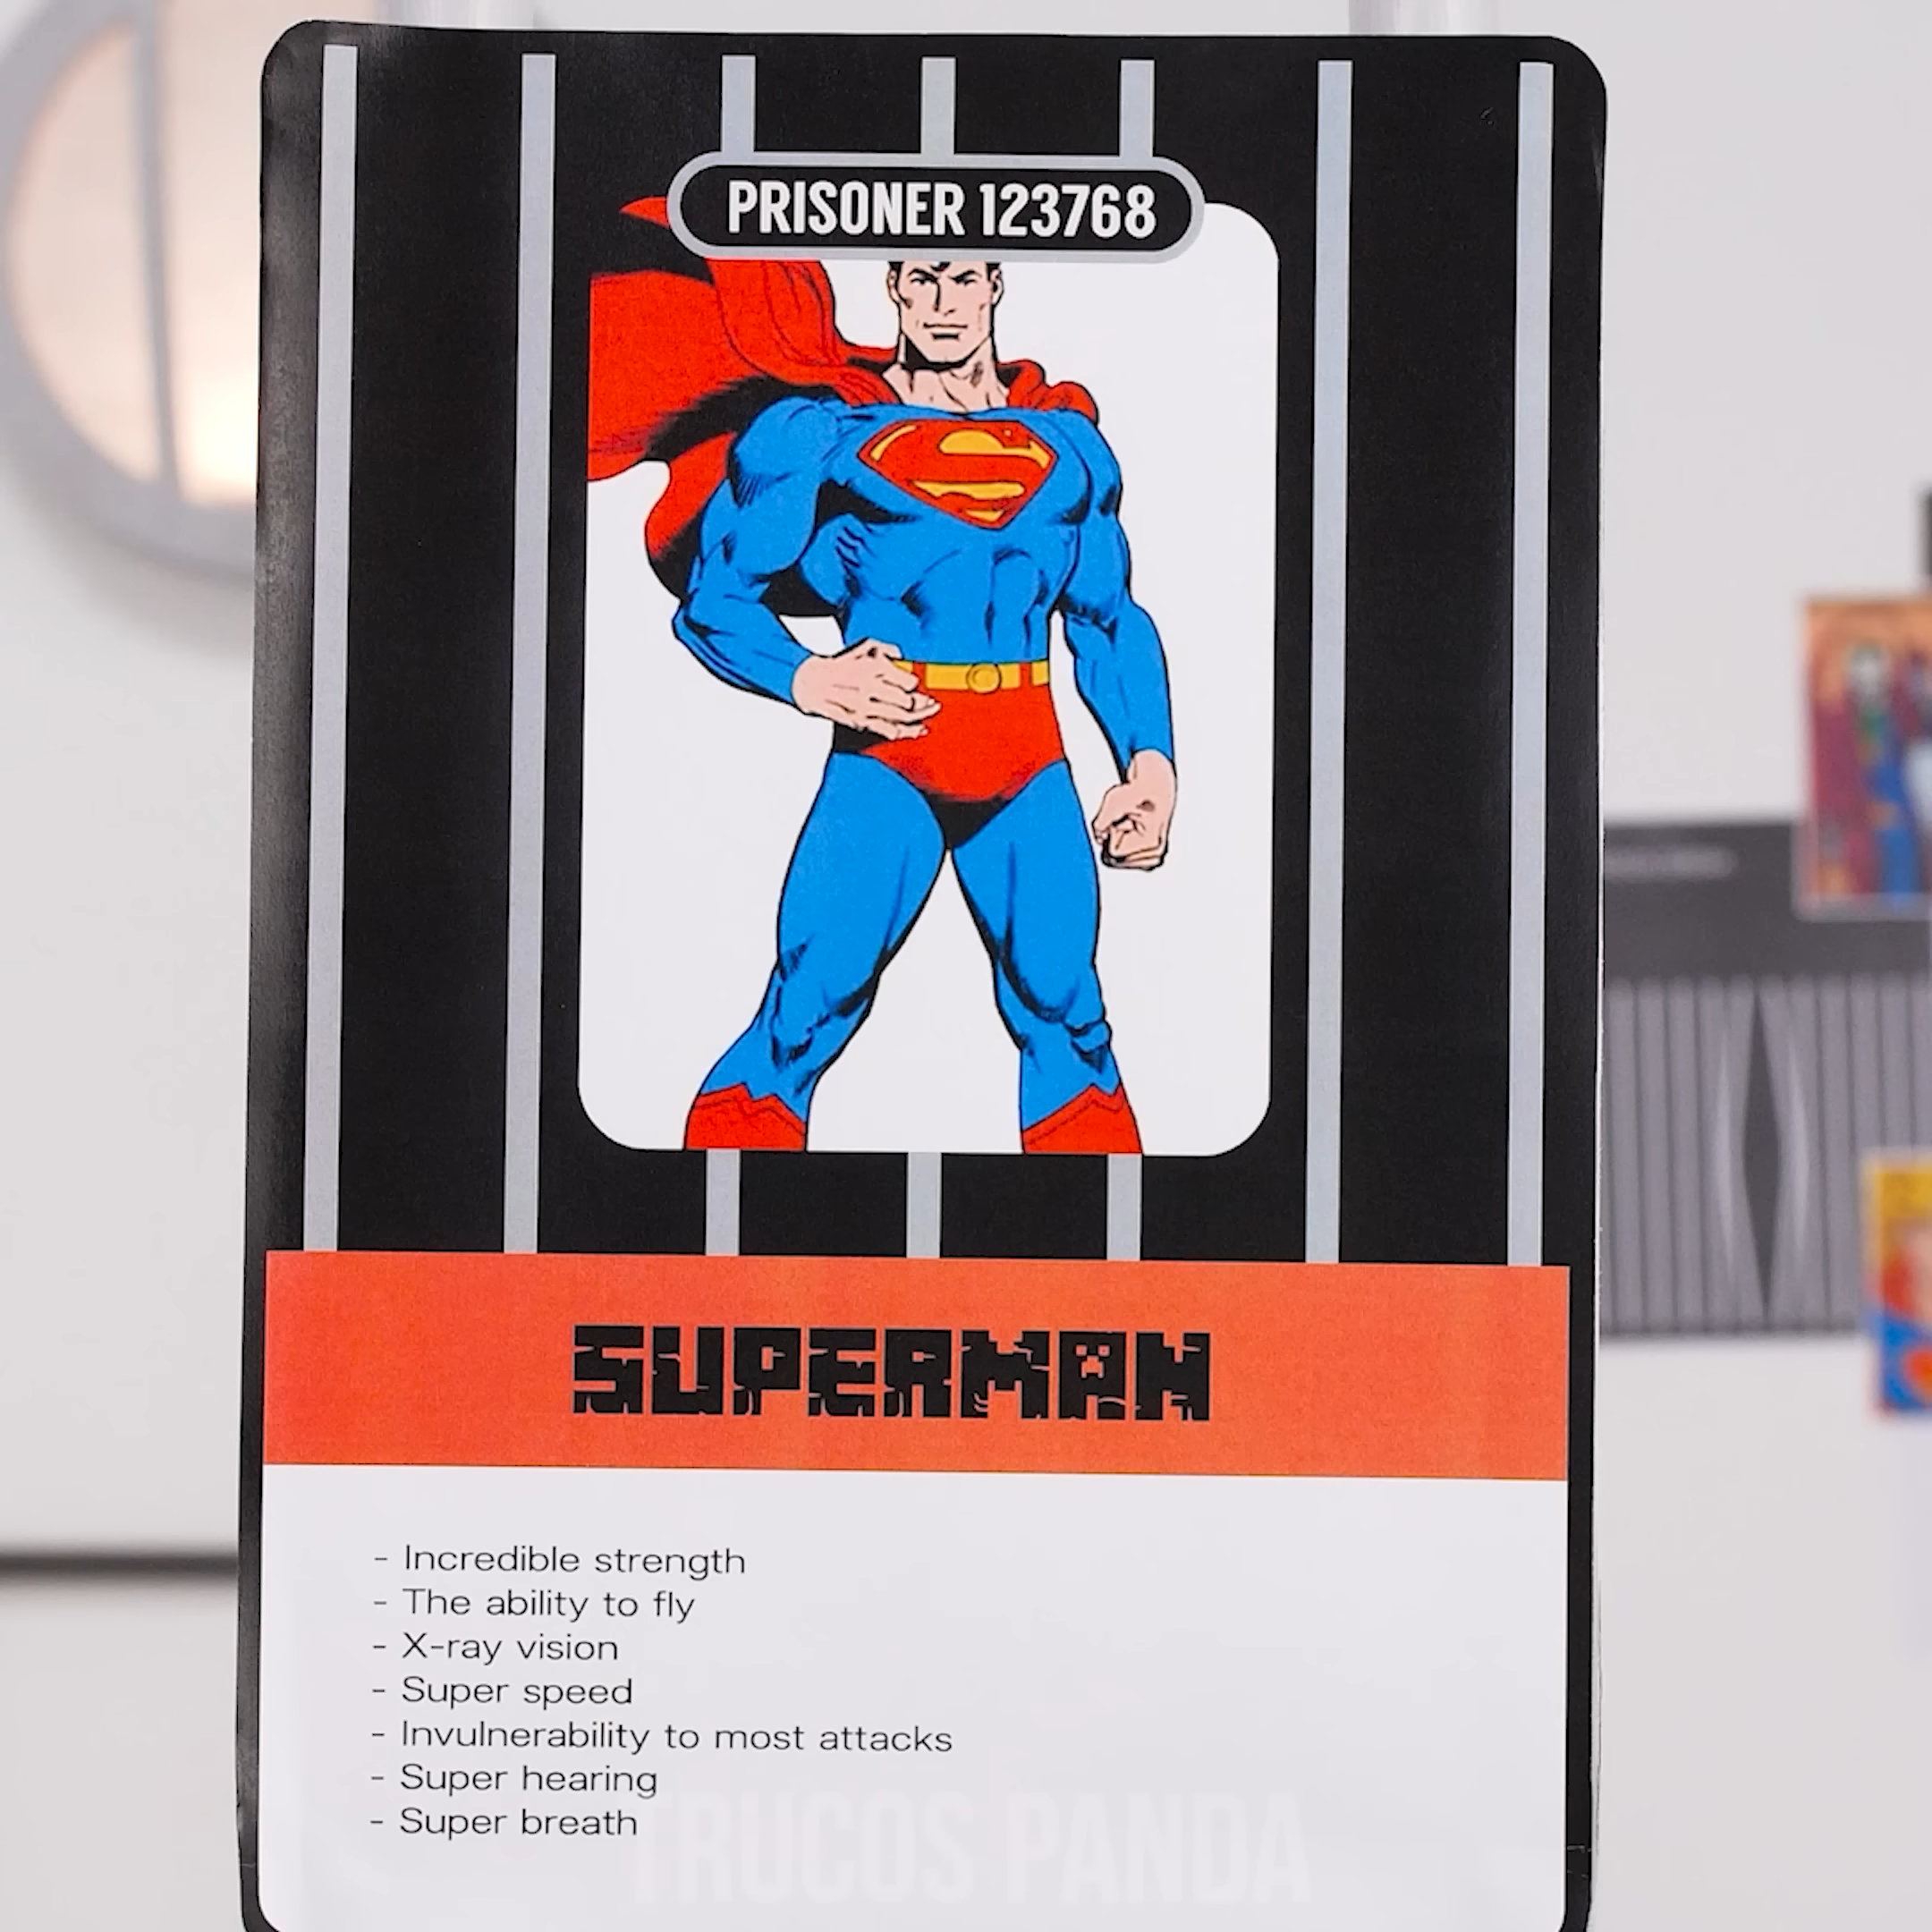 PRISONER 123768
S
SUPERMAN
- Incredible strength
- The ability to fly
- X-ray vision
- Super speed
- Invulnerability to most attacks
- Super hearing
- Super breath
TRUCOS PANDA